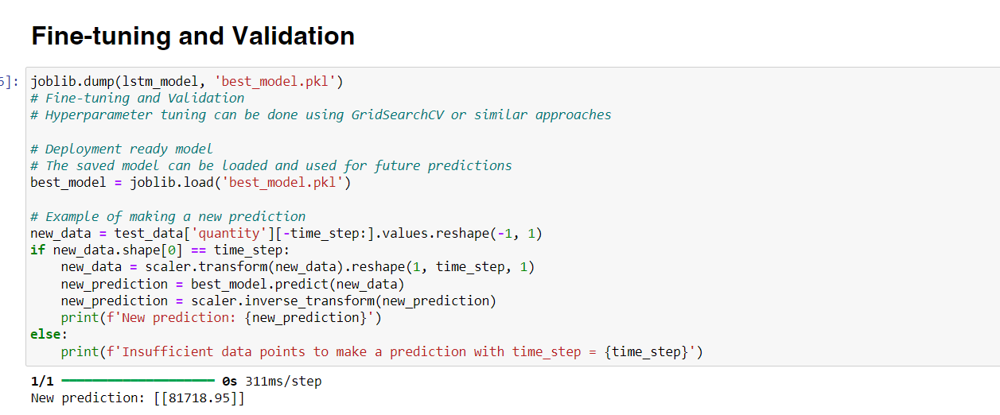 Fine-tuning and Validation
6]: joblib.dump(lstm_model, 'best_model.pkl')
# Fine-tuning and Validation
# Hyperparameter tuning can be done using GridSearchCV or similar approaches
# Deployment ready model
# The saved model can be loaded and used for future predictions
best_model = joblib.load('best_model.pkl')
# Example of making a new prediction
new_data = test_data['quantity'][-time_step:].values.reshape(-1, 1)
if new_data.shape[0] == time_step:
    new_data = scaler.transform(new_data).reshape(1, time_step, 1)
    new_prediction = best_model.predict(new_data)
    new_prediction = scaler.inverse_transform(new_prediction)
    print(f'New prediction: {new_prediction}')
else:
    print(f'Insufficient data points to make a prediction with time_step = {time_step}')
1/1 ━━━━━━━━━━━━━━━━━━━━ 0s 311ms/step
New prediction: [[81718.95]]